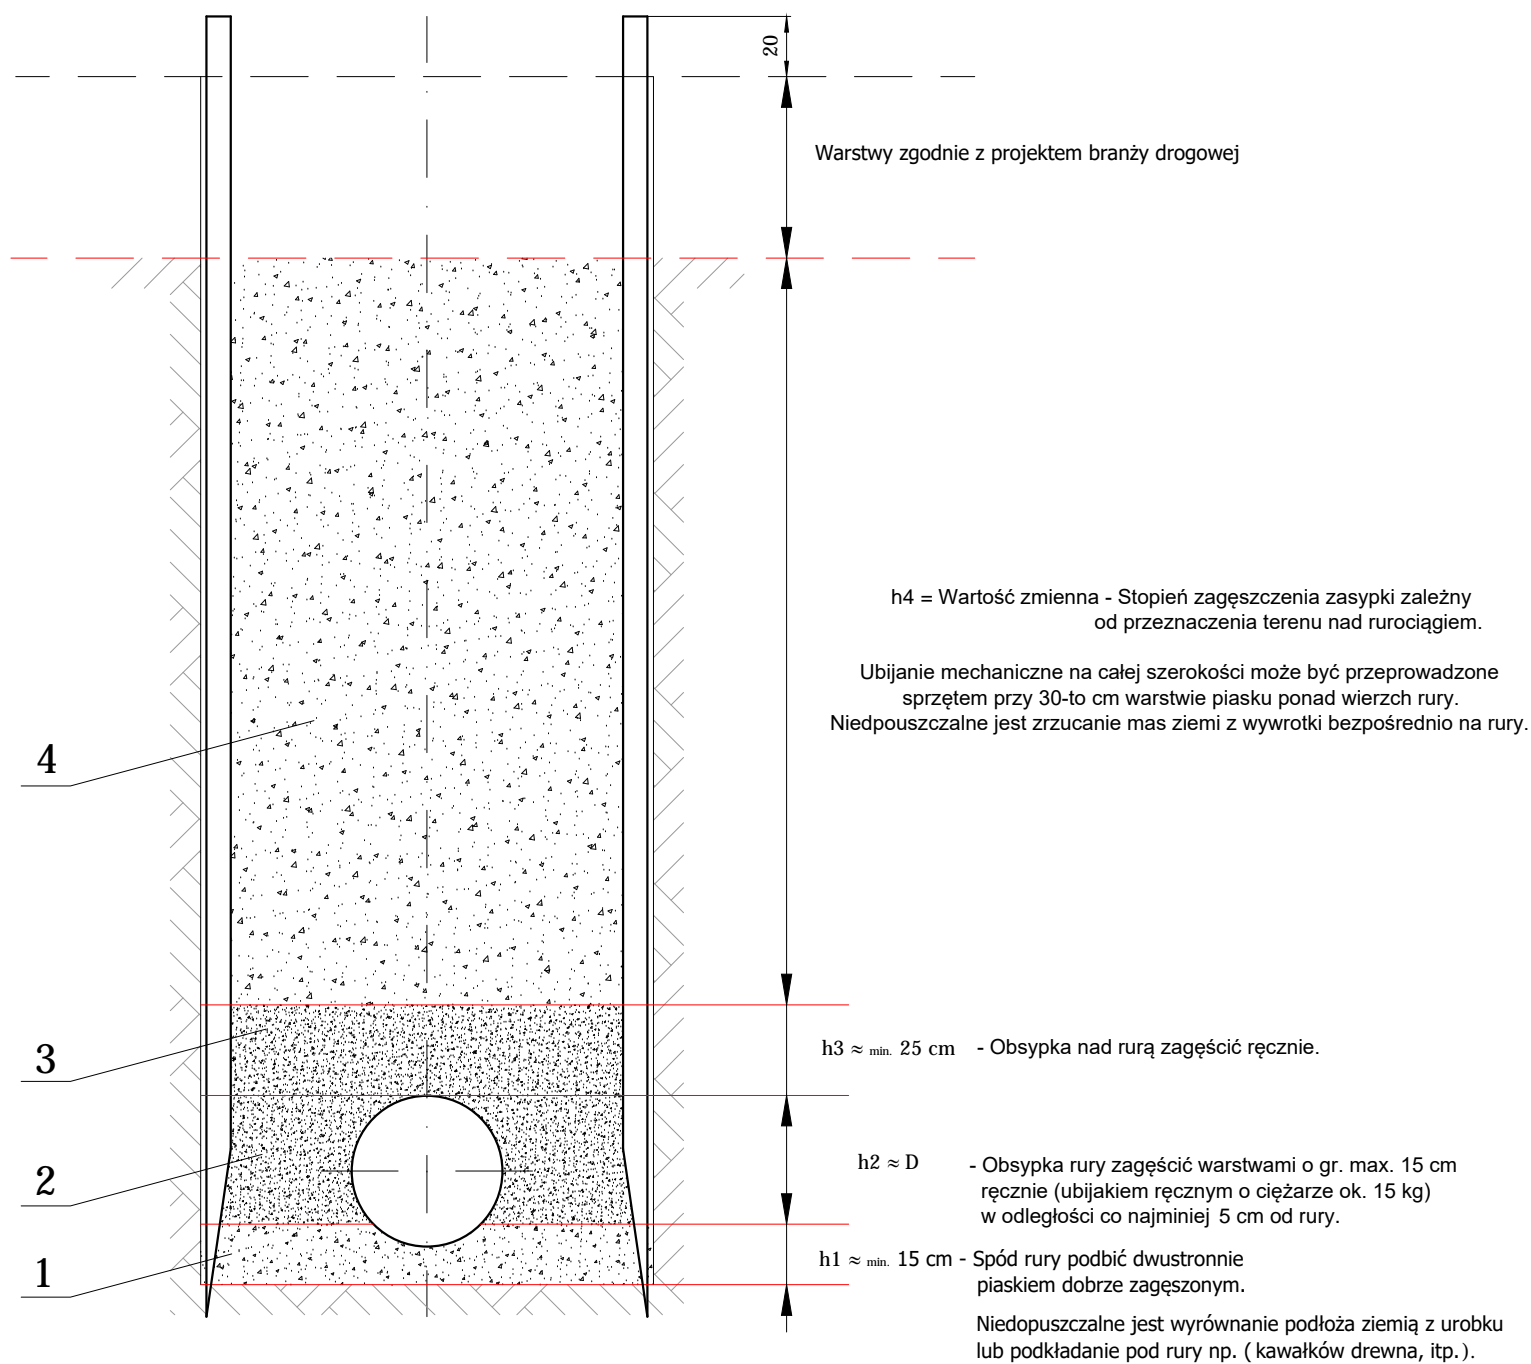 20
Warstwy zgodnie z projektem branży drogowej
h4 = Wartość zmienna - Stopień zagęszczenia zasypki zależny
od przeznaczenia terenu nad rurociągiem.
Ubijanie mechaniczne na całej szerokości może być przeprowadzone
sprzętem przy 30-to cm warstwie piasku ponad wierzch rury.
Niedpouszczalne jest zrzucanie mas ziemi z wywrotki bezpośrednio na rury.
4
3
h3 ≈ min. 25 cm - Obsypka nad rurą zagęścić ręcznie.
2
h2 ≈ D - Obsypka rury zagęścić warstwami o gr. max. 15 cm
ręcznie (ubijakiem ręcznym o ciężarze ok. 15 kg)
w odległości co najminiej 5 cm od rury.
1
h1 ≈ min. 15 cm - Spód rury podbić dwustronnie
piaskiem dobrze zagęszonym.
Niedopuszczalne jest wyrównanie podłoża ziemią z urobku
lub podkładanie pod rury np. ( kawałków drewna, itp.).